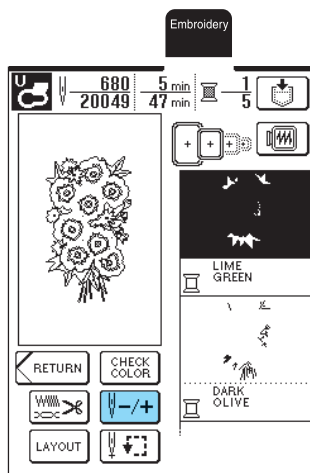 Embroidery
U
680 5 min 1
20049 47 min 5
LIME
GREEN
RETURN
CHECK
COLOR
-/+
DARK
OLIVE
LAYOUT